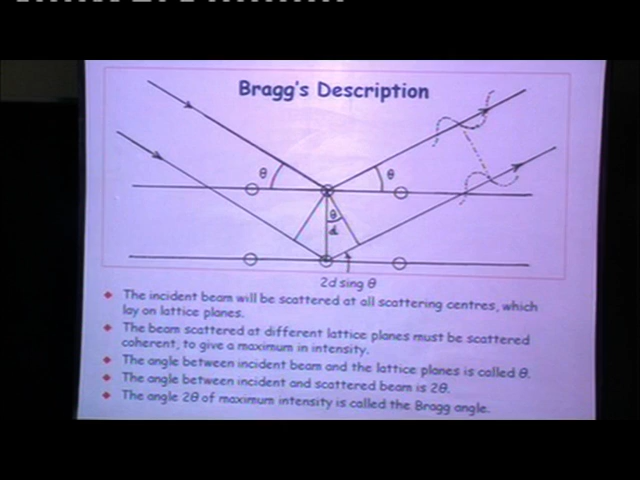 Bragg's Description
θ
θ
θ
d
2d sing θ
The incident beam will be scattered at all scattering centres, which
lay on lattice planes.
The beam scattered at different lattice planes must be scattered
coherent, to give a maximum in intensity.
The angle between incident beam and the lattice planes is called θ.
The angle between incident and scattered beam is 2θ.
The angle 2θ of maximum intensity is called the Bragg angle.